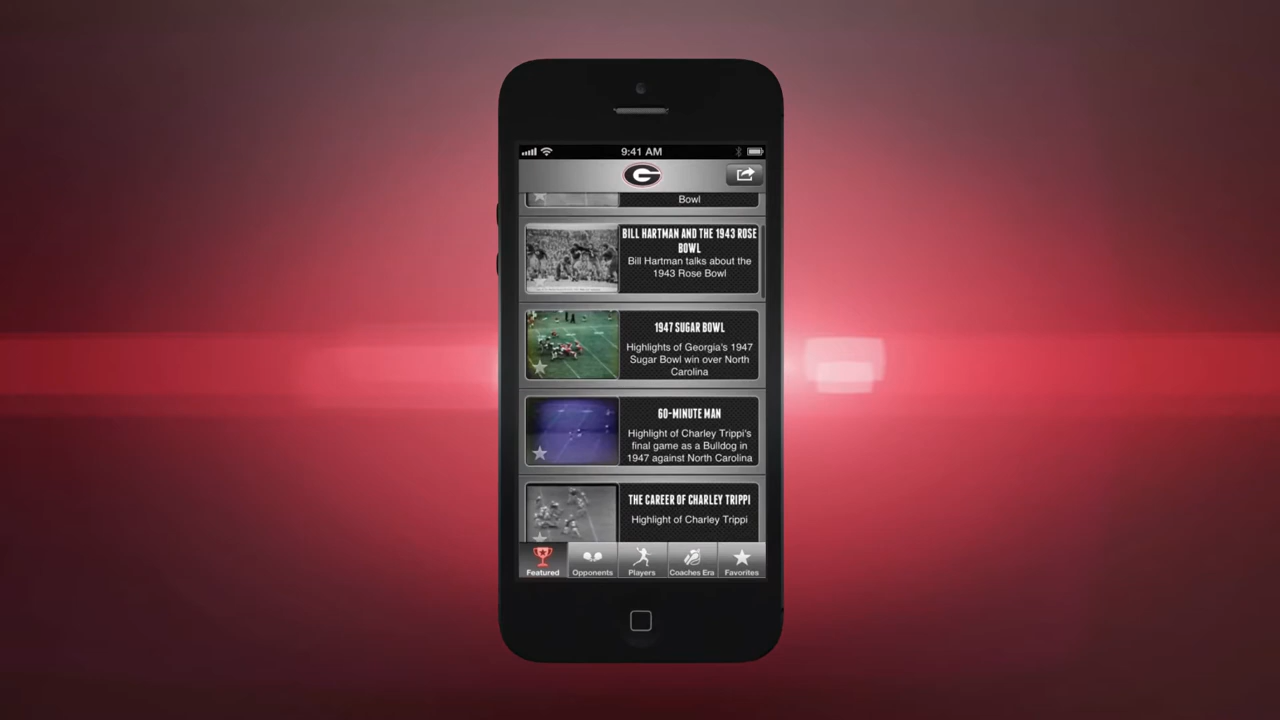 9:41 AM
G
Bowl
BILL HARTMAN AND THE 1943 ROSE
BOWL
Bill Hartman talks about the
1943 Rose Bowl
1947 SUGAR BOWL
Highlights of Georgia's 1947
Sugar Bowl win over North
Carolina
60-MINUTE MAN
Highlight of Charley Trippi's
final game as a Bulldog in
1947 against North Carolina
THE CAREER OF CHARLEY TRIPPI
Highlight of Charley Trippi
Featured
Opponents
Players
Coaches Era
Favorites